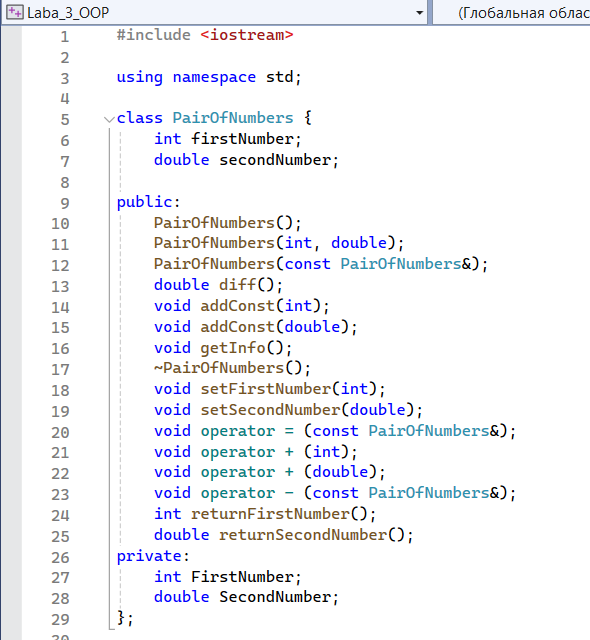 Laba_3_OOP (Глобальная облас
1 #include <iostream>
2
3 using namespace std;
4
5 class PairOfNumbers {
6 int firstNumber;
7 double secondNumber;
8
9 public:
10 PairOfNumbers();
11 PairOfNumbers(int, double);
12 PairOfNumbers(const PairOfNumbers&);
13 double diff();
14 void addConst(int);
15 void addConst(double);
16 void getInfo();
17 ~PairOfNumbers();
18 void setFirstNumber(int);
19 void setSecondNumber(double);
20 void operator = (const PairOfNumbers&);
21 void operator + (int);
22 void operator + (double);
23 void operator - (const PairOfNumbers&);
24 int returnFirstNumber();
25 double returnSecondNumber();
26 private:
27 int FirstNumber;
28 double SecondNumber;
29 };